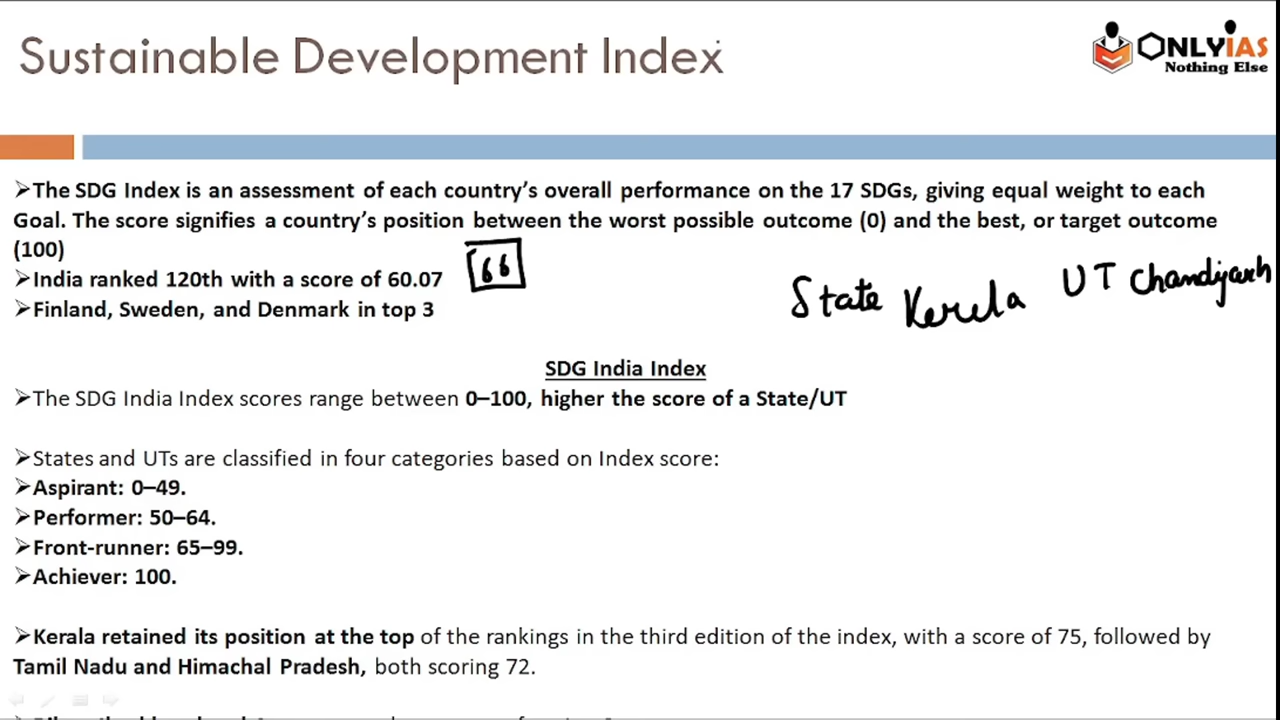 Sustainable Development Index
ONLYIAS
Nothing Else
➢The SDG Index is an assessment of each country’s overall performance on the 17 SDGs, giving equal weight to each
Goal. The score signifies a country’s position between the worst possible outcome (0) and the best, or target outcome
(100)
➢India ranked 120th with a score of 60.07
66
➢Finland, Sweden, and Denmark in top 3
State Kerela UT Chandigarh
SDG India Index
➢The SDG India Index scores range between 0–100, higher the score of a State/UT
➢States and UTs are classified in four categories based on Index score:
➢Aspirant: 0–49.
➢Performer: 50–64.
➢Front-runner: 65–99.
➢Achiever: 100.
➢Kerala retained its position at the top of the rankings in the third edition of the index, with a score of 75, followed by
Tamil Nadu and Himachal Pradesh, both scoring 72.